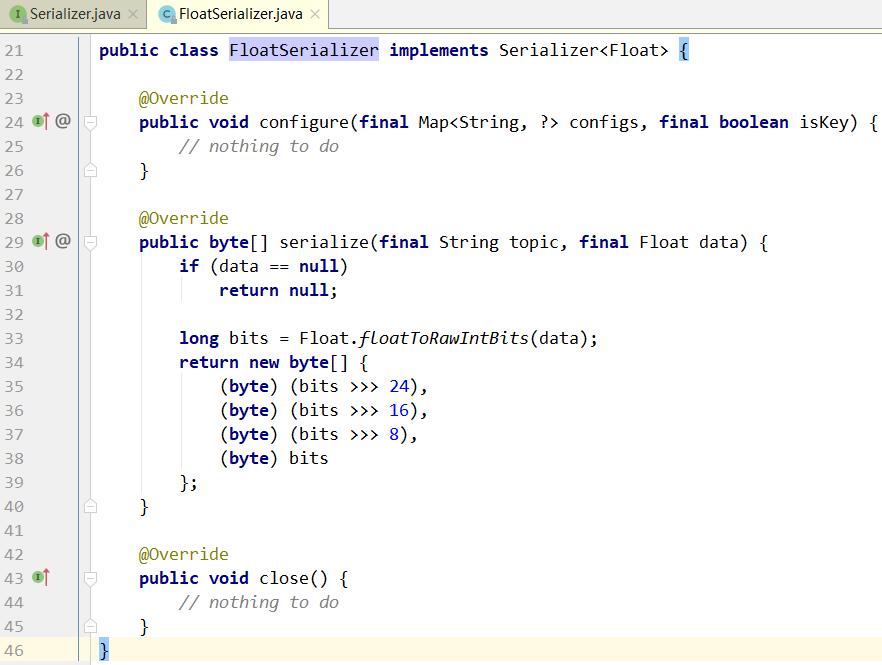 Serializer.java × FloatSerializer.java ×
21 public class FloatSerializer implements Serializer<Float> {
22
23 @Override
24 @ public void configure(final Map<String, ?> configs, final boolean isKey) {
25 // nothing to do
26 }
27
28 @Override
29 @ public byte[] serialize(final String topic, final Float data) {
30 if (data == null)
31 return null;
32
33 long bits = Float.floatToRawIntBits(data);
34 return new byte[] {
35 (byte) (bits >>> 24),
36 (byte) (bits >>> 16),
37 (byte) (bits >>> 8),
38 (byte) bits
39 };
40 }
41
42 @Override
43 public void close() {
44 // nothing to do
45 }
46 }